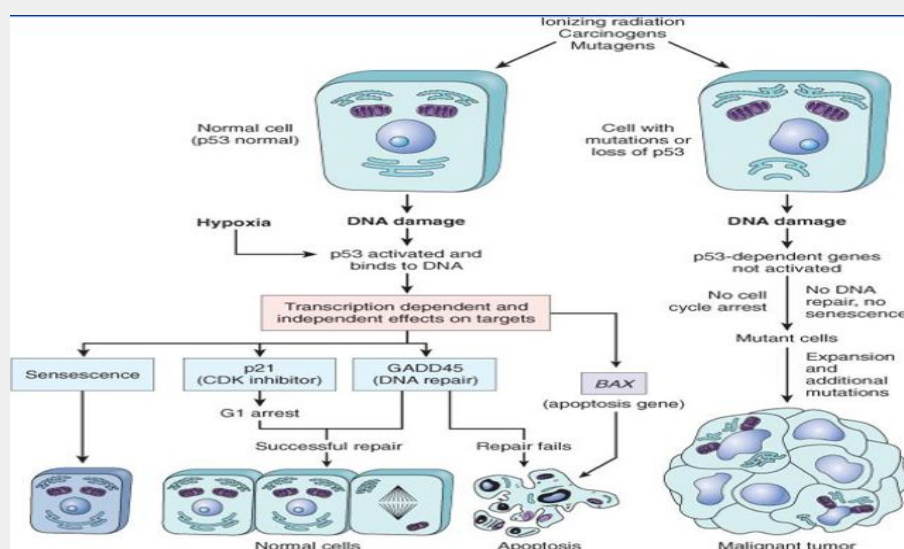 Ionizing radiation
Carcinogens
Mutagens
Normal cell
(p53 normal)
Cell with
mutations or
loss of p53
Hypoxia
DNA damage
DNA damage
p53 activated and
binds to DNA
p53-dependent genes
not activated
Transcription dependent and
independent effects on targets
No cell
cycle arrest
No DNA
repair, no
senescence
Mutant cells
Sensescence
p21
(CDK inhibitor)
GADD45
(DNA repair)
BAX
(apoptosis gene)
Expansion
and
additional
mutations
G1 arrest
Successful repair
Repair fails
Normal cells
Apoptosis
Malignant tumor